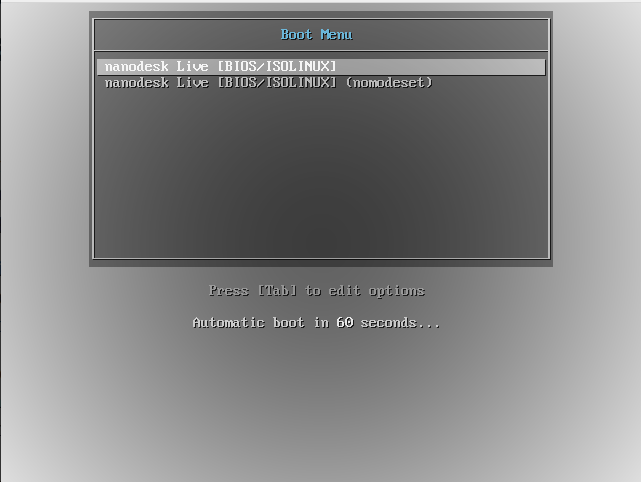 Boot Menu
nanodesk Live [BIOS/ISOLINUX]
nanodesk Live [BIOS/ISOLINUX] (nomodeset)
Press [Tab] to edit options
Automatic boot in 60 seconds...